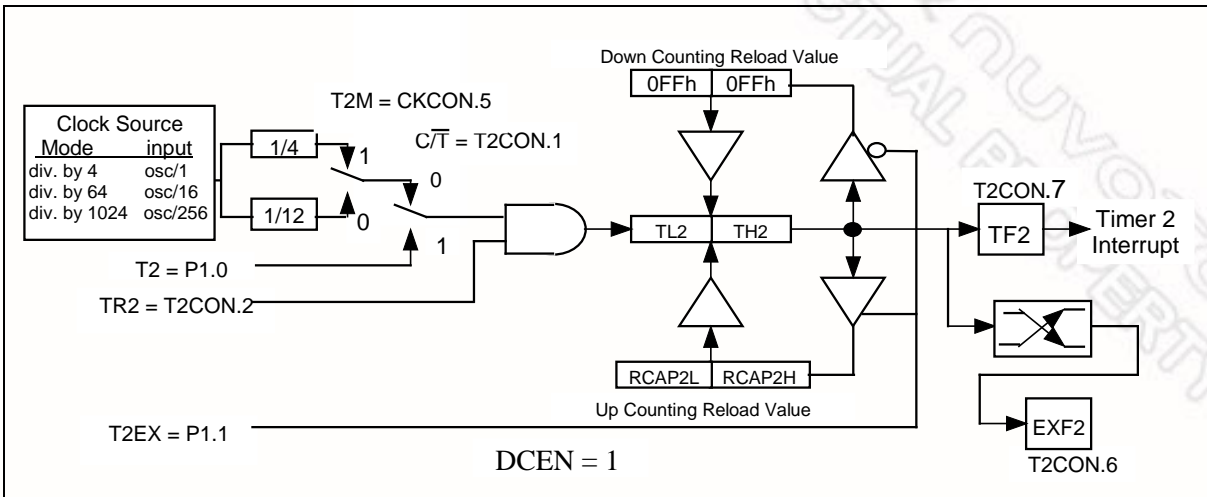 Down Counting Reload Value
0FFh 0FFh
T2M = CKCON.5
C/T = T2CON.1
Clock Source
Mode input
div. by 4 osc/1
div. by 64 osc/16
div. by 1024 osc/256
1/4
1/12
1
0
0
1
T2 = P1.0
TR2 = T2CON.2
TL2 TH2
T2CON.7
TF2
Timer 2
Interrupt
RCAP2L RCAP2H
Up Counting Reload Value
T2EX = P1.1
DCEN = 1
EXF2
T2CON.6